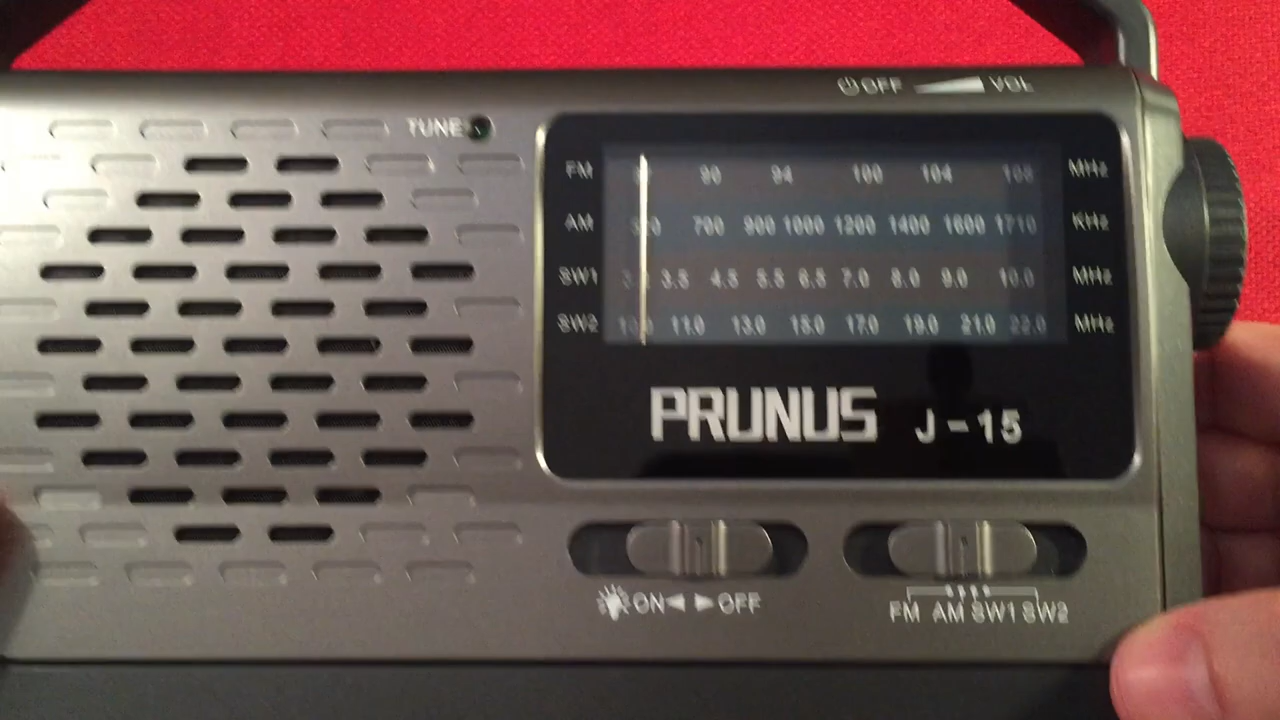 OFF VOL
TUNE
FM 90 94 100 104 108 MHz
AM 700 900 1000 1200 1400 1600 1710 KHz
SW1 3.5 4.5 5.5 6.5 7.0 8.0 9.0 10.0 MHz
SW2 11.0 13.0 15.0 17.0 19.0 21.0 22.0 MHz
PRUNUS J-15
ON OFF
FM AM SW1 SW2